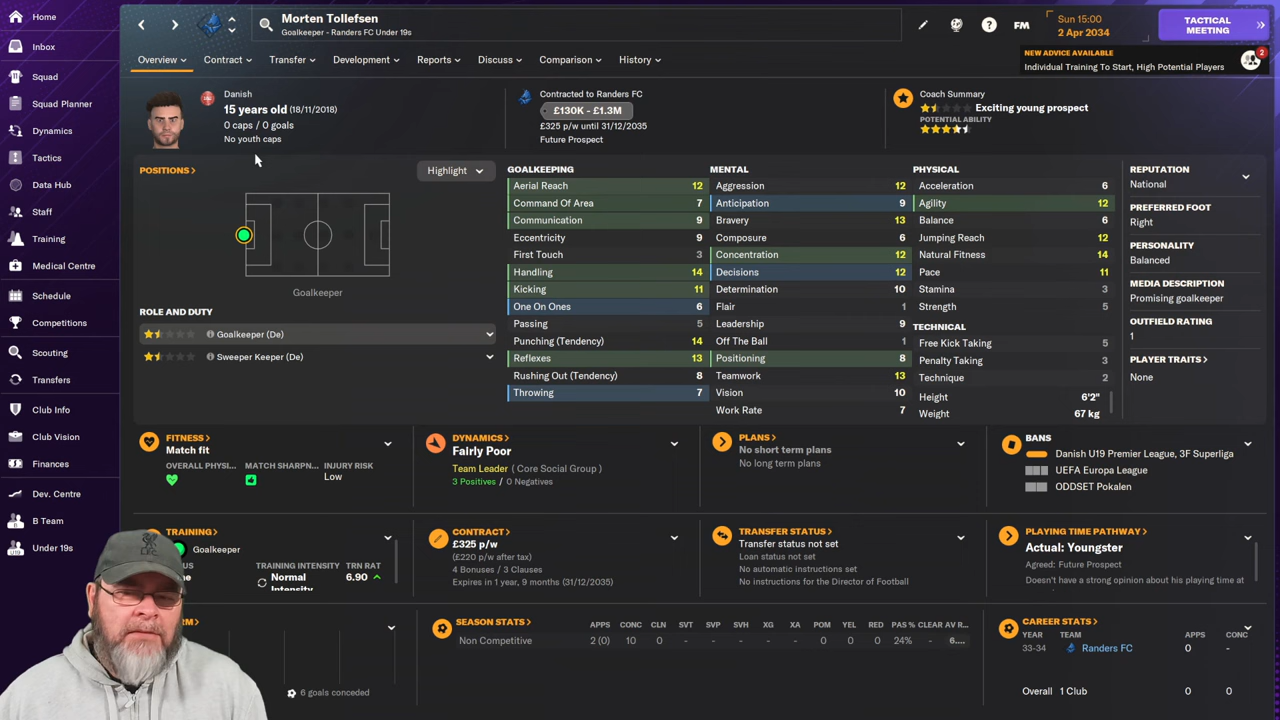 Home
Inbox
Squad
Squad Planner
Dynamics
Tactics
Data Hub
Staff
Training
Medical Centre
Schedule
Competitions
Scouting
Transfers
Club Info
Club Vision
Finances
Dev. Centre
B Team
Under 19s
Morten Tollefsen
Goalkeeper - Randers FC Under 19s
FM
Sun 15:00
2 Apr 2034
TACTICAL MEETING
Overview
Contract
Transfer
Development
Reports
Discuss
Comparison
History
NEW ADVICE AVAILABLE
Individual Training To Start, High Potential Players
2
Danish
15 years old (18/11/2018)
0 caps / 0 goals
No youth caps
Contracted to Randers FC
£130K - £1.3M
£325 p/w until 31/12/2035
Future Prospect
Coach Summary
Exciting young prospect
POTENTIAL ABILITY
POSITIONS
Highlight
Goalkeeper
ROLE AND DUTY
Goalkeeper (De)
Sweeper Keeper (De)
GOALKEEPING
Aerial Reach 12
Command Of Area 7
Communication 9
Eccentricity 9
First Touch 3
Handling 14
Kicking 11
One On Ones 6
Passing 5
Punching (Tendency) 14
Reflexes 13
Rushing Out (Tendency) 8
Throwing 7
MENTAL
Aggression 12
Anticipation 9
Bravery 13
Composure 6
Concentration 12
Decisions 12
Determination 10
Flair 1
Leadership 9
Off The Ball 1
Positioning 8
Teamwork 13
Vision 10
Work Rate 7
PHYSICAL
Acceleration 6
Agility 12
Balance 6
Jumping Reach 12
Natural Fitness 14
Pace 11
Stamina 3
Strength 5
TECHNICAL
Free Kick Taking 5
Penalty Taking 3
Technique 2
Height 6'2"
Weight 67 kg
REPUTATION
National
PREFERRED FOOT
Right
PERSONALITY
Balanced
MEDIA DESCRIPTION
Promising goalkeeper
OUTFIELD RATING
1
PLAYER TRAITS
None
FITNESS
Match fit
OVERALL PHYSI... MATCH SHARPN... INJURY RISK
Low
DYNAMICS
Fairly Poor
Team Leader ( Core Social Group )
3 Positives / 0 Negatives
PLANS
No short term plans
No long term plans
BANS
Danish U19 Premier League, 3F Superliga
UEFA Europa League
ODDSET Pokalen
TRAINING
Goalkeeper
TRAINING INTENSITY TRN RAT
Normal Intensity 6.90
CONTRACT
£325 p/w
(£220 p/w after tax)
4 Bonuses / 3 Clauses
Expires in 1 year, 9 months (31/12/2035)
TRANSFER STATUS
Transfer status not set
Loan status not set
No automatic instructions set
No instructions for the Director of Football
PLAYING TIME PATHWAY
Actual: Youngster
Agreed: Future Prospect
Doesn't have a strong opinion about his playing time at
6 goals conceded
SEASON STATS APPS CONC CLN SVT SVP SVH XG XA POM YEL RED PAS % CLEAR AV R...
Non Competitive 2 (0) 10 - - - - - - 0 0 0 24% - 6....
CAREER STATS
YEAR TEAM APPS CONC
33-34 Randers FC 0 -
Overall 1 Club 0 0